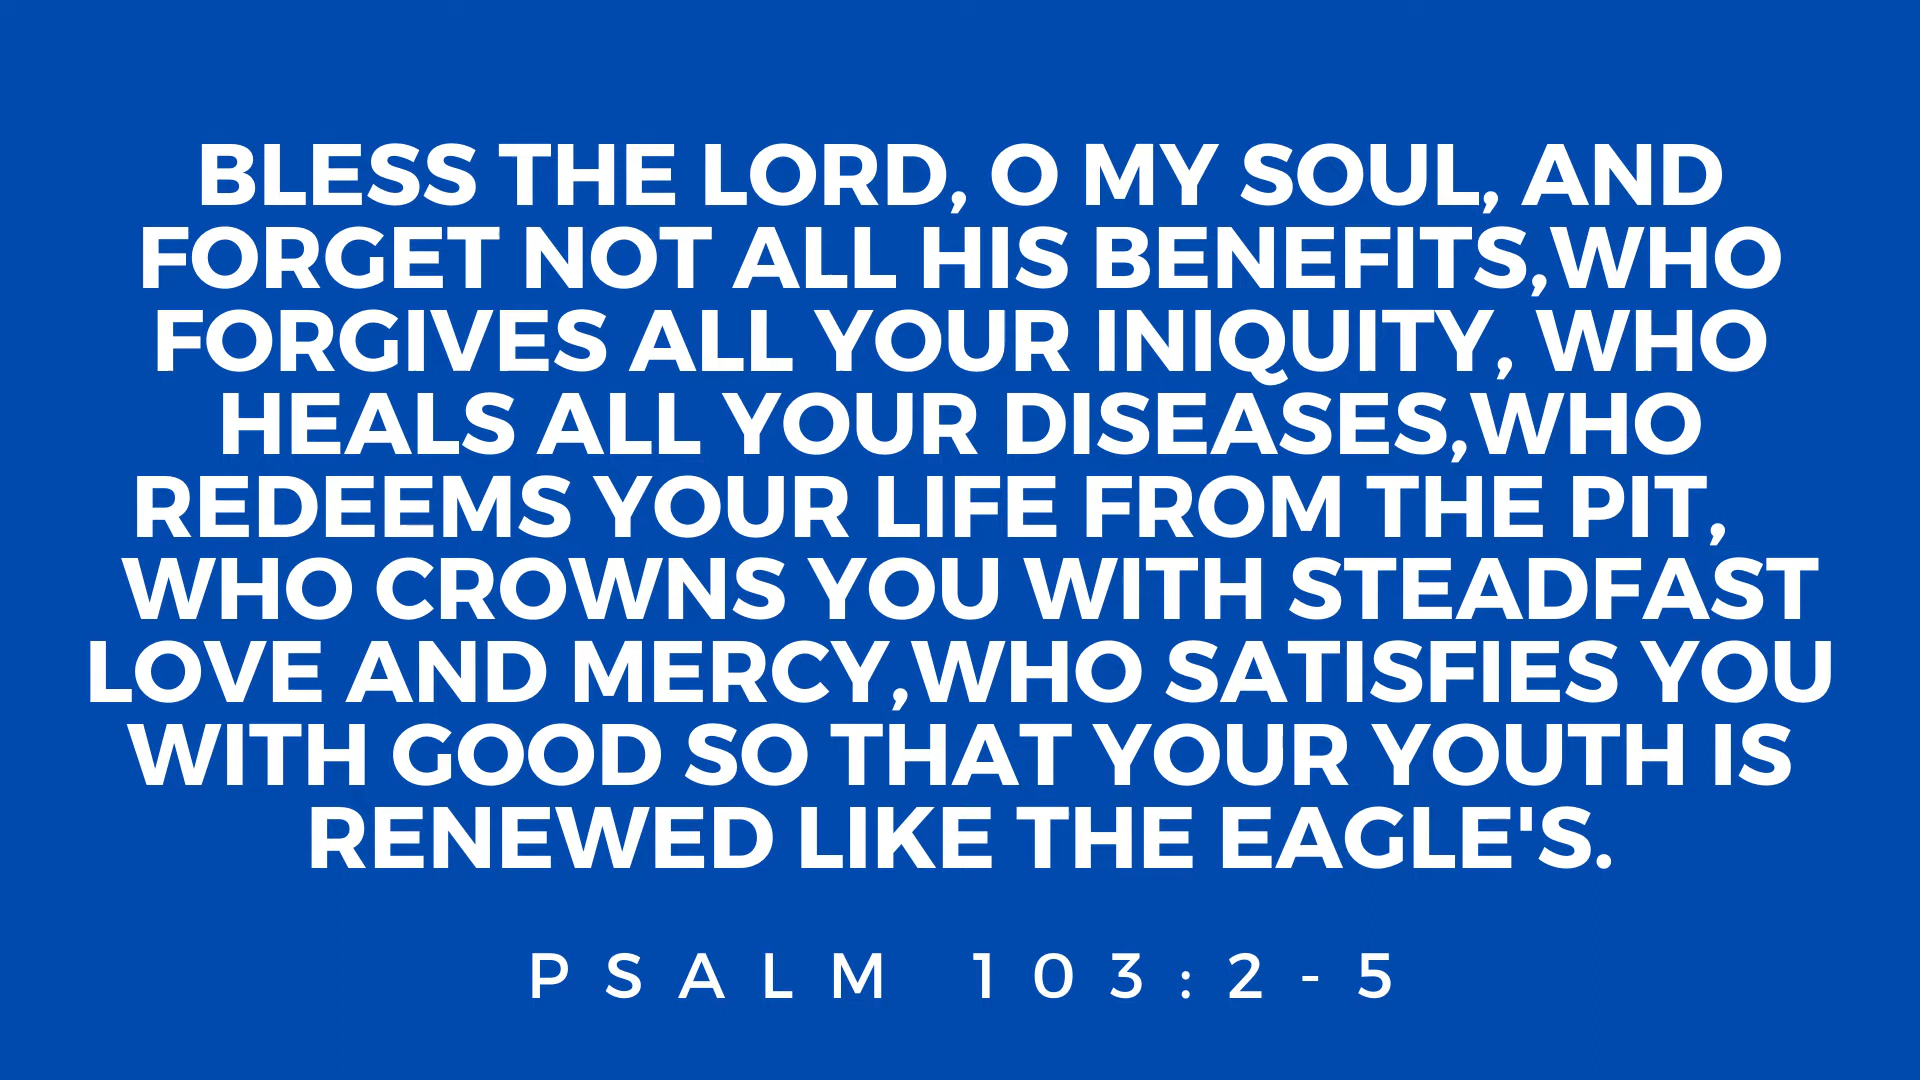 BLESS THE LORD, O MY SOUL, AND
FORGET NOT ALL HIS BENEFITS,WHO
FORGIVES ALL YOUR INIQUITY, WHO
HEALS ALL YOUR DISEASES,WHO
REDEEMS YOUR LIFE FROM THE PIT,
WHO CROWNS YOU WITH STEADFAST
LOVE AND MERCY,WHO SATISFIES YOU
WITH GOOD SO THAT YOUR YOUTH IS
RENEWED LIKE THE EAGLE'S.
PSALM 103:2-5